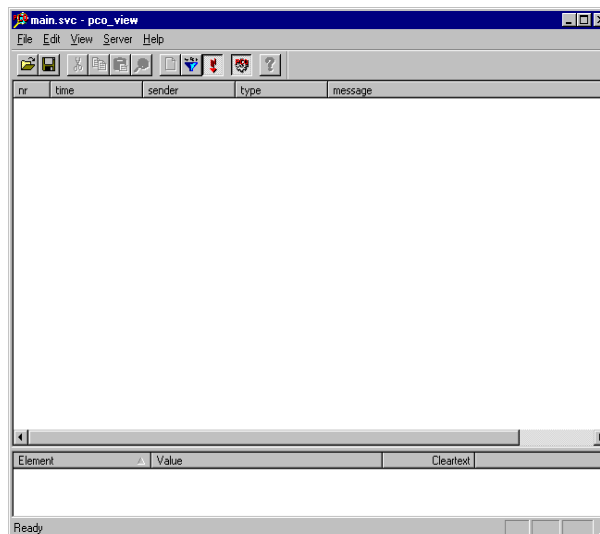 main.svc - pco_view
File Edit View Server Help
nr time sender type message
Element Value Cleartext
Ready